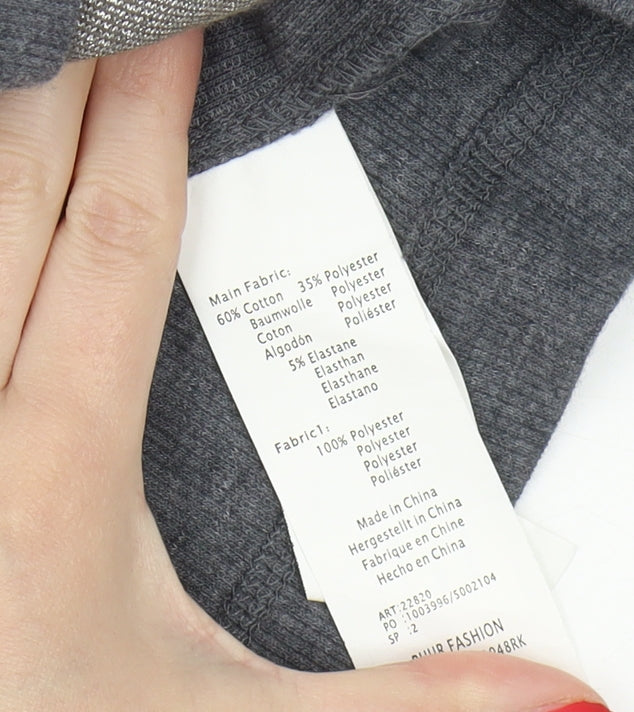 Main Fabric:
60% Cotton 35% Polyester
Baumwolle Polyester
Coton Polyester
Algodón Poliéster
5% Elastane
Elasthan
Elasthane
Elastano
Fabric1:
100% Polyester
Polyester
Polyester
Poliéster
Made in China
Hergestellt in China
Fabrique en Chine
Hecho en China
ART:22820
PO :1003996/5002104
SP :2
FASHION